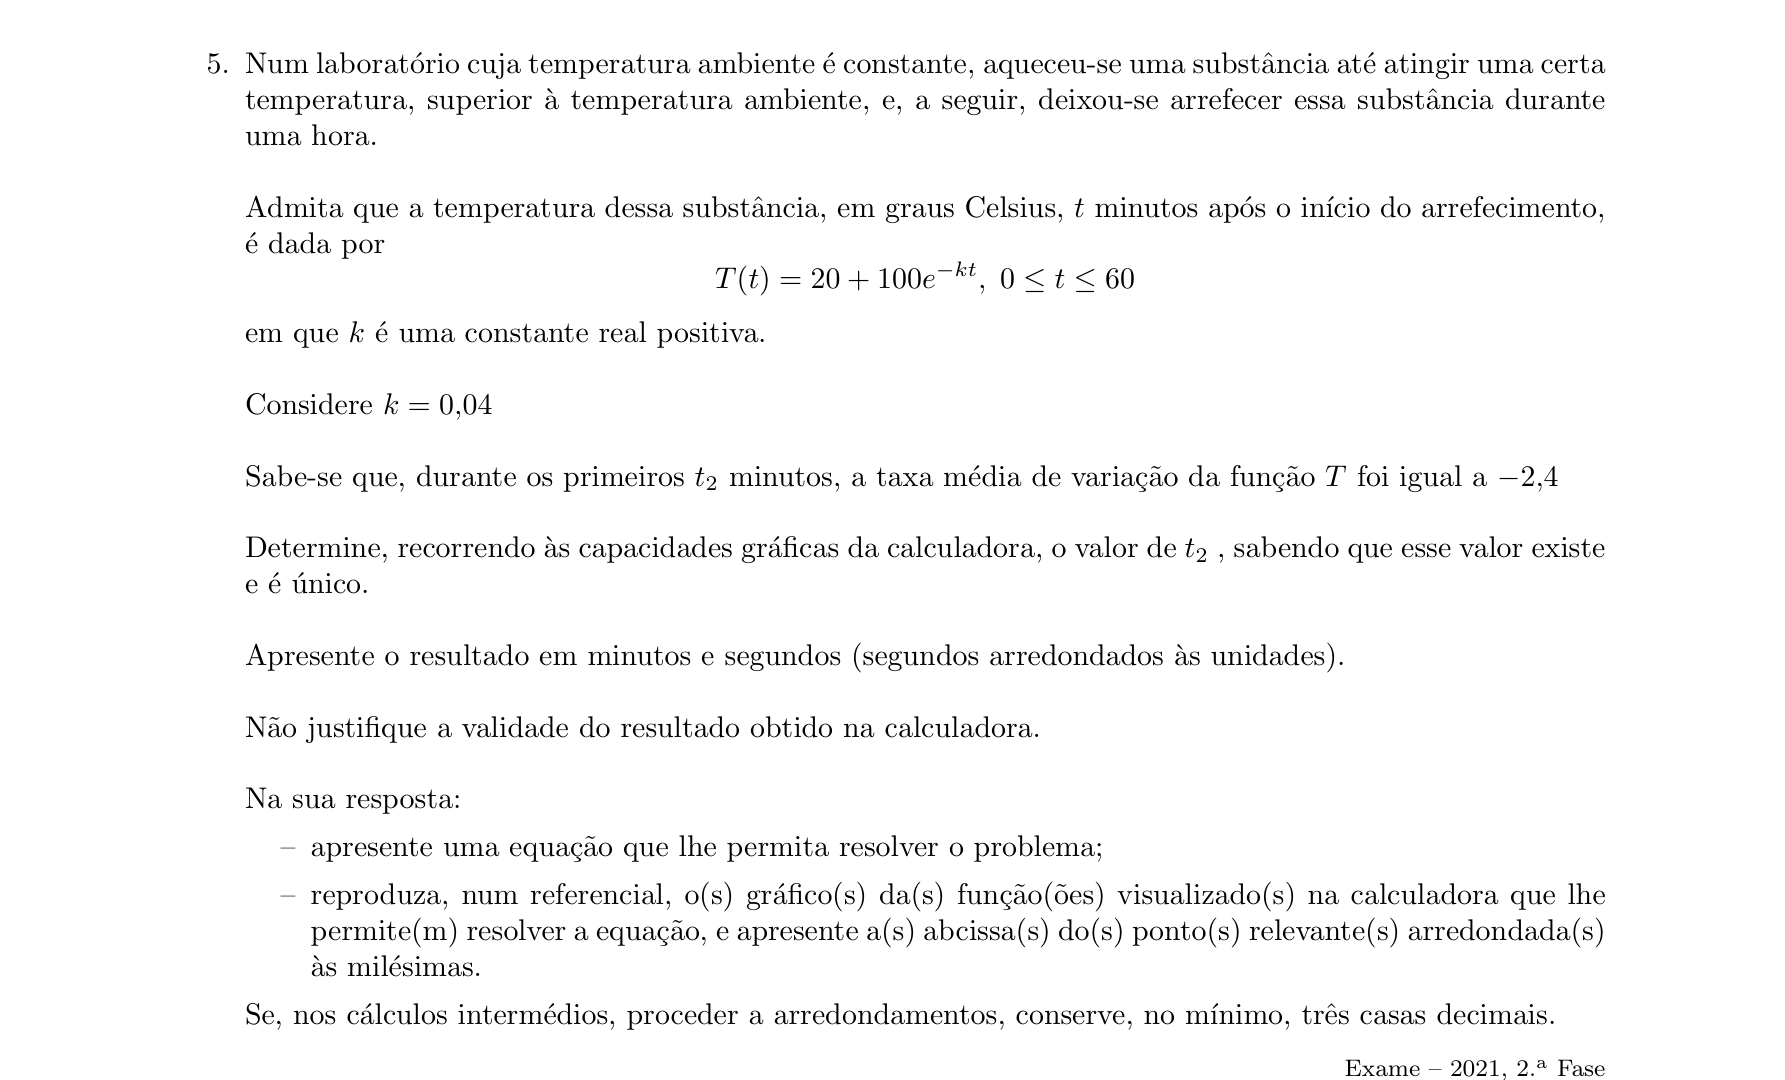 5. Num laboratório cuja temperatura ambiente é constante, aqueceu-se uma substância até atingir uma certa
temperatura, superior à temperatura ambiente, e, a seguir, deixou-se arrefecer essa substância durante
uma hora.
Admita que a temperatura dessa substância, em graus Celsius, t minutos após o início do arrefecimento,
é dada por
T(t) = 20 + 100e^{−kt}, 0 ≤ t ≤ 60
em que k é uma constante real positiva.
Considere k = 0,04
Sabe-se que, durante os primeiros t₂ minutos, a taxa média de variação da função T foi igual a −2,4
Determine, recorrendo às capacidades gráficas da calculadora, o valor de t₂ , sabendo que esse valor existe
e é único.
Apresente o resultado em minutos e segundos (segundos arredondados às unidades).
Não justifique a validade do resultado obtido na calculadora.
Na sua resposta:
– apresente uma equação que lhe permita resolver o problema;
– reproduza, num referencial, o(s) gráfico(s) da(s) função(ões) visualizado(s) na calculadora que lhe
permite(m) resolver a equação, e apresente a(s) abcissa(s) do(s) ponto(s) relevante(s) arredondada(s)
às milésimas.
Se, nos cálculos intermédios, proceder a arredondamentos, conserve, no mínimo, três casas decimais.
Exame – 2021, 2.ª Fase